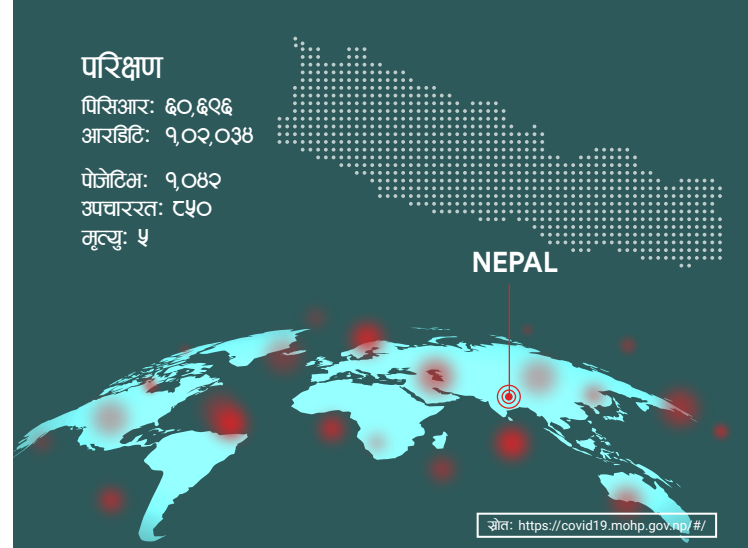 परिक्षण
पिसिआर: ६०,६९६
आरडिटि: १,०२,०३४
पोजेटिभ: १,०४२
उपचाररत: ८५०
मृत्यु: ५
NEPAL
स्रोत: https://covid19.mohp.gov.np/#/